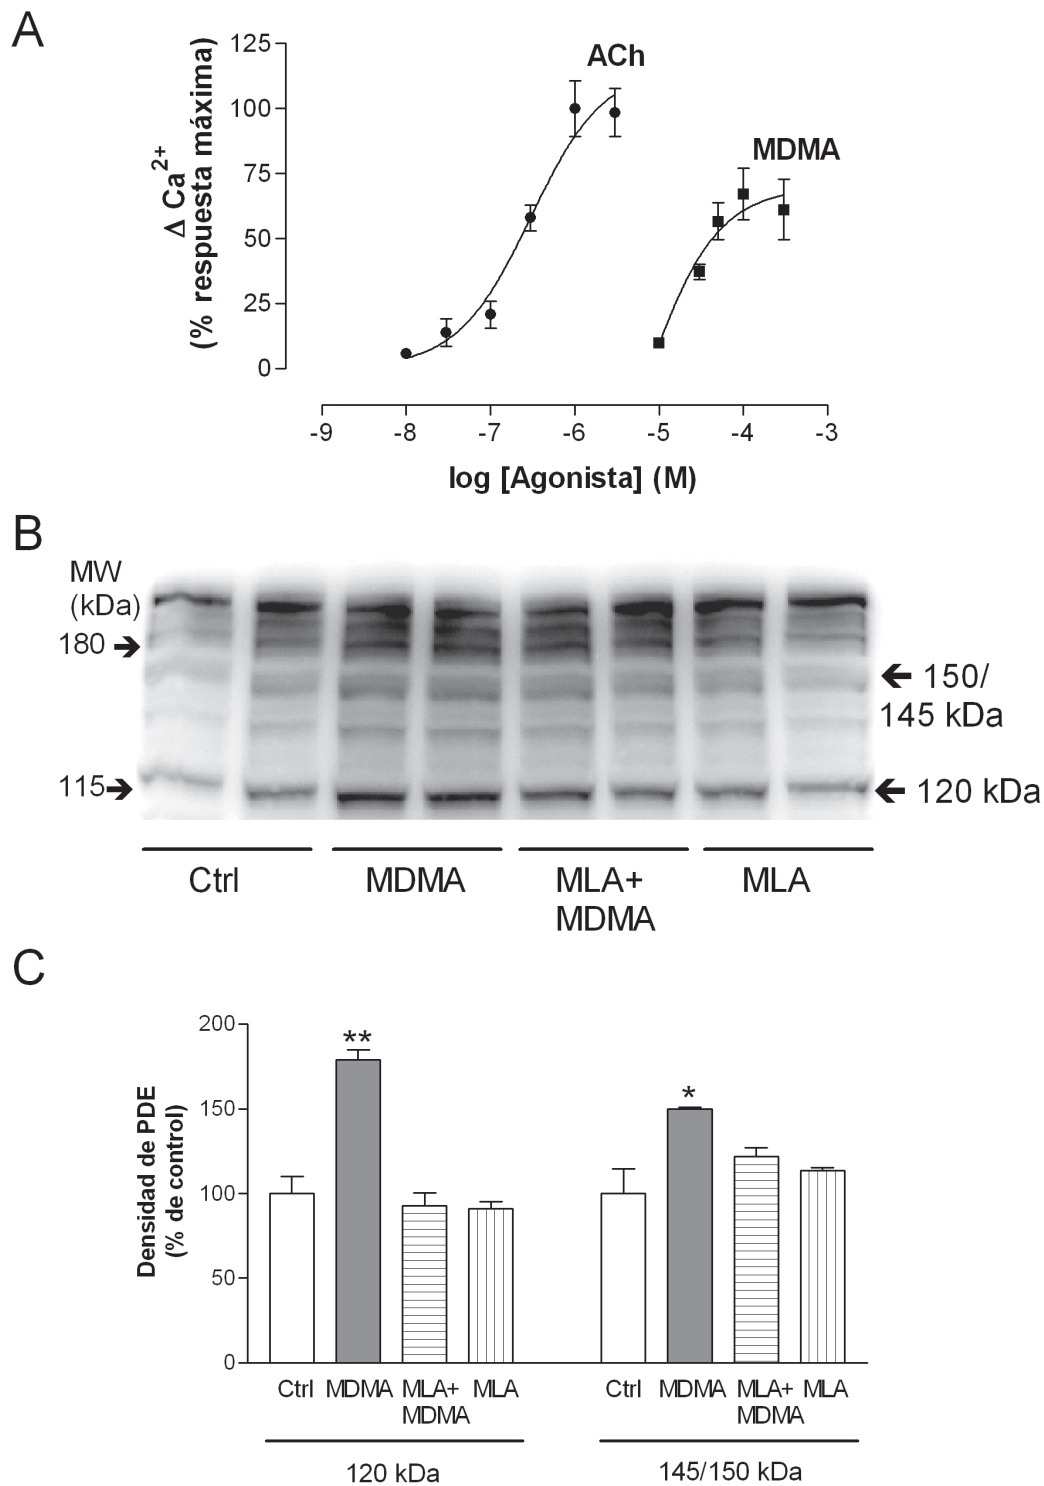 A
125
100
75
50
25
0
Δ Ca2+
(% respuesta máxima)
ACh
MDMA
-9 -8 -7 -6 -5 -4 -3
log [Agonista] (M)
B
MW
(kDa)
180
115
150/
145 kDa
120 kDa
Ctrl MDMA MLA+ MLA
MDMA
C
200
150
100
50
0
Densidad de PDE
(% de control)
**
*
Ctrl MDMA MLA+ MLA Ctrl MDMA MLA+ MLA
MDMA MDMA
120 kDa 145/150 kDa